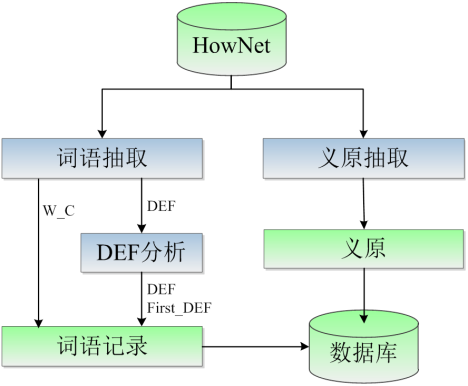 HowNet
词语抽取
义原抽取
W_C
DEF
DEF分析
义原
DEF
First_DEF
词语记录
数据库